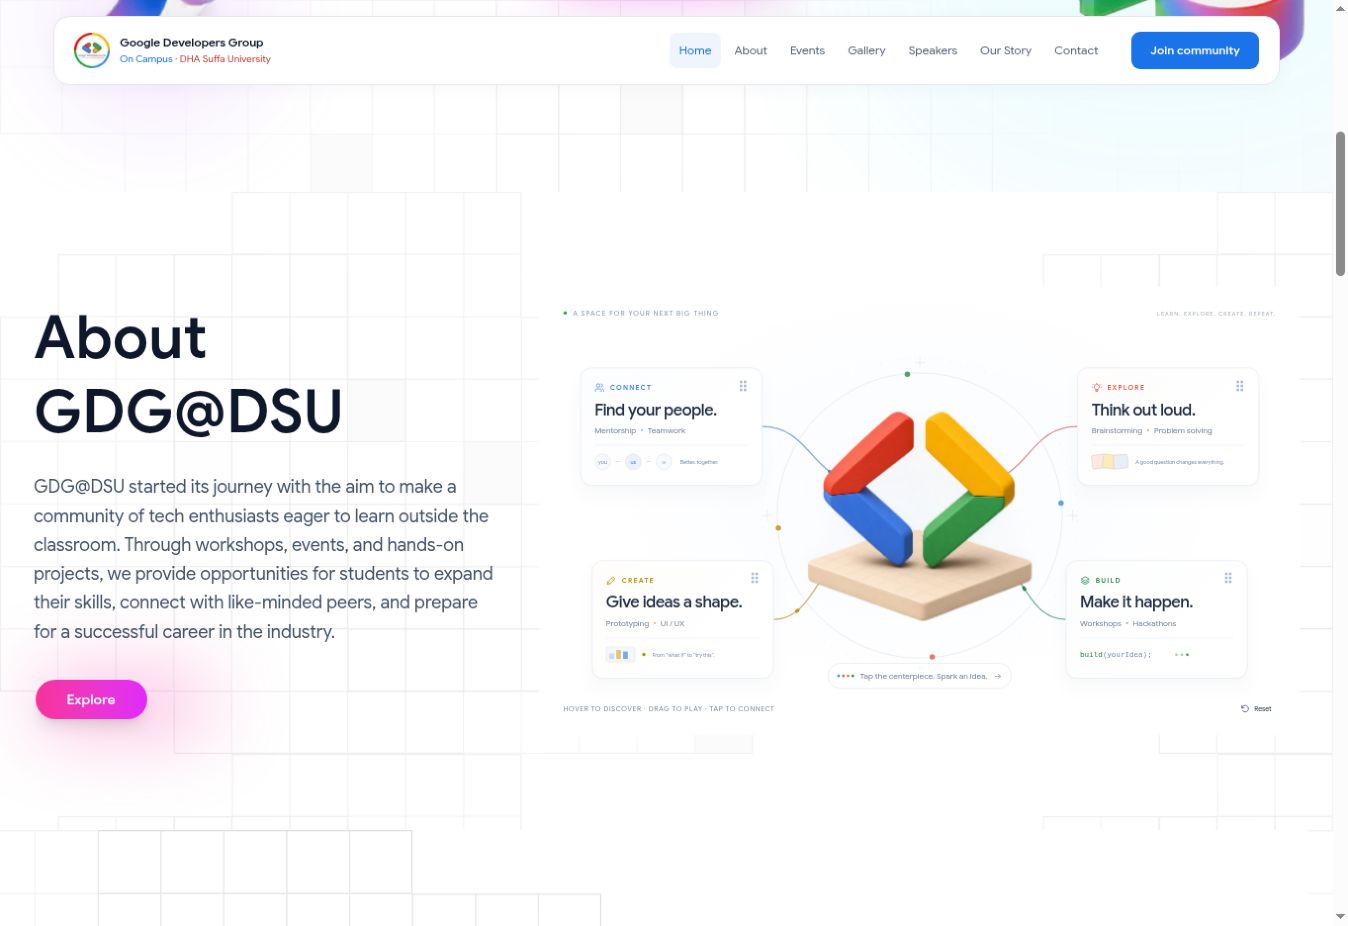 Google Developers Group
On Campus · DHA Suffa University
Home
About
Events
Gallery
Speakers
Our Story
Contact
Join community
About
GDG@DSU
GDG@DSU started its journey with the aim to make a
community of tech enthusiasts eager to learn outside the
classroom. Through workshops, events, and hands-on
projects, we provide opportunities for students to expand
their skills, connect with like-minded peers, and prepare
for a successful career in the industry.
Explore
A SPACE FOR YOUR NEXT BIG THING
LEARN. EXPLORE. CREATE. REPEAT.
CONNECT
Find your people.
Mentorship • Teamwork
you
us
Better together.
EXPLORE
Think out loud.
Brainstorming • Problem solving
A good question changes everything.
CREATE
Give ideas a shape.
Prototyping • UI / UX
From "what if" to "try this".
BUILD
Make it happen.
Workshops • Hackathons
build(yourIdea);
Tap the centerpiece. Spark an idea. →
HOVER TO DISCOVER · DRAG TO PLAY · TAP TO CONNECT
Reset